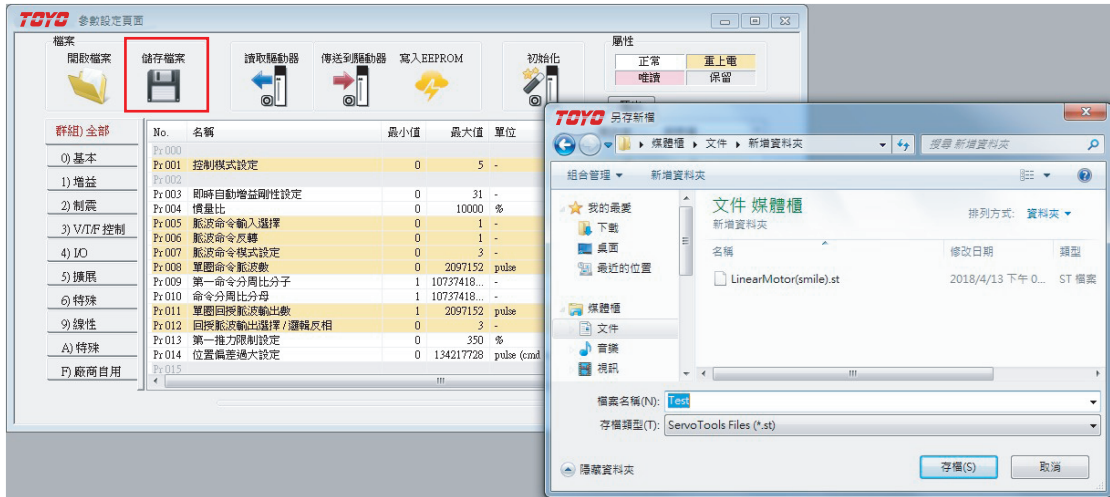 TOYO 參數設定頁面
檔案
開啟檔案 儲存檔案 讀取驅動器 傳送到驅動器 寫入EEPROM 初始化
屬性
正常 重上電
唯讀 保留
群組) 全部
0) 基本
1) 增益
2) 制震
3) V/T/F 控制
4) I/O
5) 擴展
6) 特殊
9) 線性
A) 特殊
F) 廠商自用
No. 名稱 最小值 最大值 單位
Pr 000
Pr 001 控制模式設定 0 5 -
Pr 002
Pr 003 即時自動增益剛性設定 0 31 -
Pr 004 慣量比 0 10000 %
Pr 005 脈波命令輸入選擇 0 1 -
Pr 006 脈波命令反轉 0 1 -
Pr 007 脈波命令模式設定 0 3 -
Pr 008 單圈命令脈波數 0 2097152 pulse
Pr 009 第一命令分周比分子 1 10737418... -
Pr 010 命令分周比分母 1 10737418... -
Pr 011 單圈回授脈波輸出數 1 2097152 pulse
Pr 012 回授脈波輸出選擇 / 邏輯反相 0 3 -
Pr 013 第一推力限制設定 0 350 %
Pr 014 位置偏差過大設定 0 134217728 pulse (cmd
Pr 015
TOYO 另存新檔
媒體櫃 文件 新增資料夾
搜尋 新增資料夾
組合管理 新增資料夾
我的最愛
下載
桌面
最近的位置
媒體櫃
文件
音樂
視訊
文件 媒體櫃
新增資料夾
排列方式: 資料夾
名稱 修改日期 類型
LinearMotor(smile).st 2018/4/13 下午 0... ST 檔案
檔案名稱(N): Test
存檔類型(T): ServoTools Files (*.st)
隱藏資料夾
存檔(S) 取消